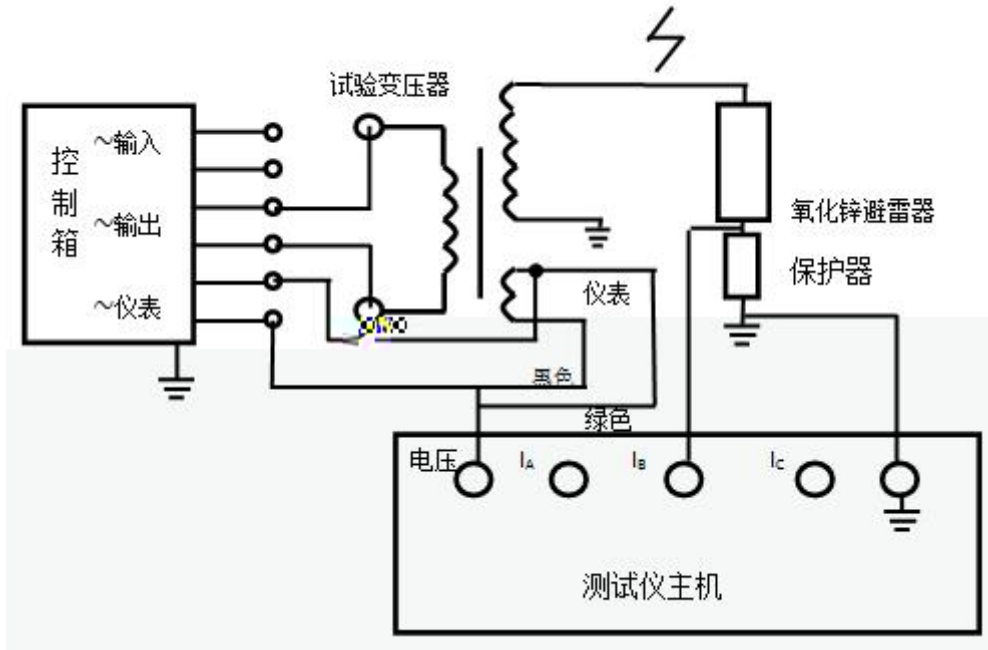 试验变压器
控制箱
~输入
~输出
~仪表
氧化锌避雷器
保护器
仪表
黑色
绿色
电压
IA
IB
IC
测试仪主机